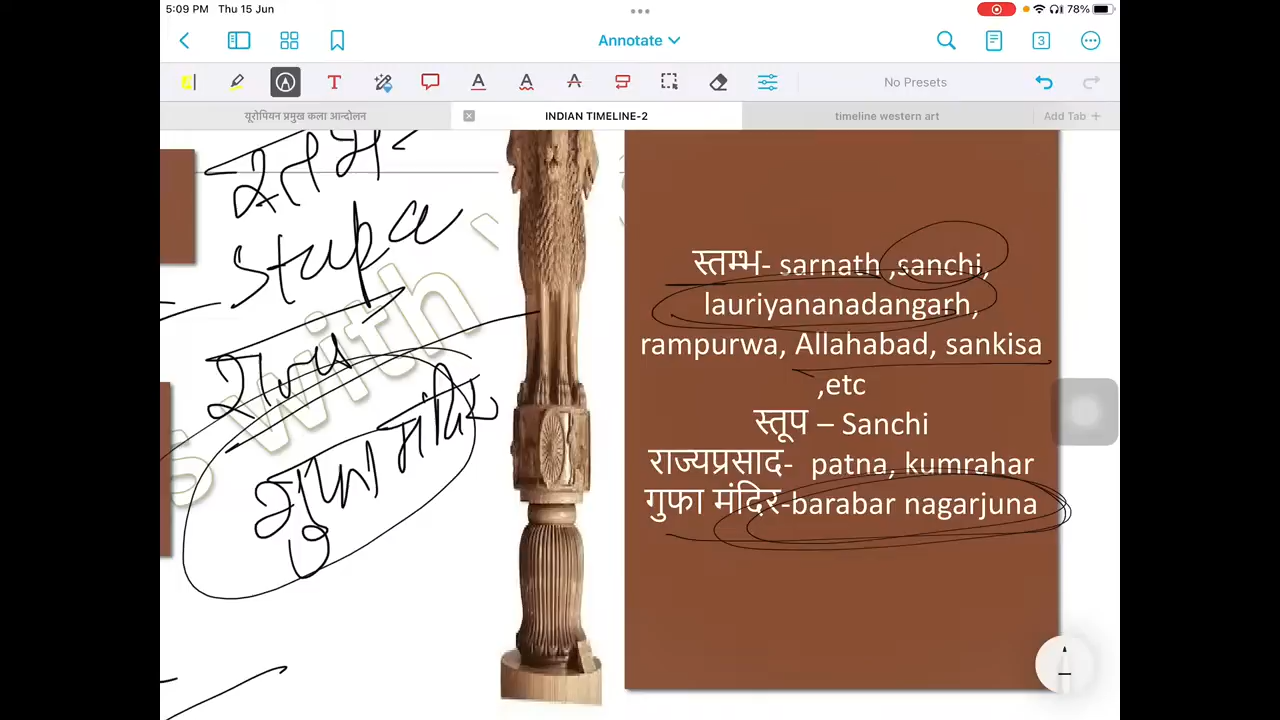 5:09 PM Thu 15 Jun
78%
Annotate
3
T
A
A
A
No Presets
यूरोपियन प्रमुख कला आन्दोलन
INDIAN TIMELINE-2
timeline western art
Add Tab +
स्तम्भ- sarnath ,sanchi,
lauriyananadangarh,
rampurwa, Allahabad, sankisa
,etc
स्तूप – Sanchi
राज्यप्रसाद- patna, kumrahar
गुफा मंदिर-barabar nagarjuna
stupa
गुफा मंदिर
with